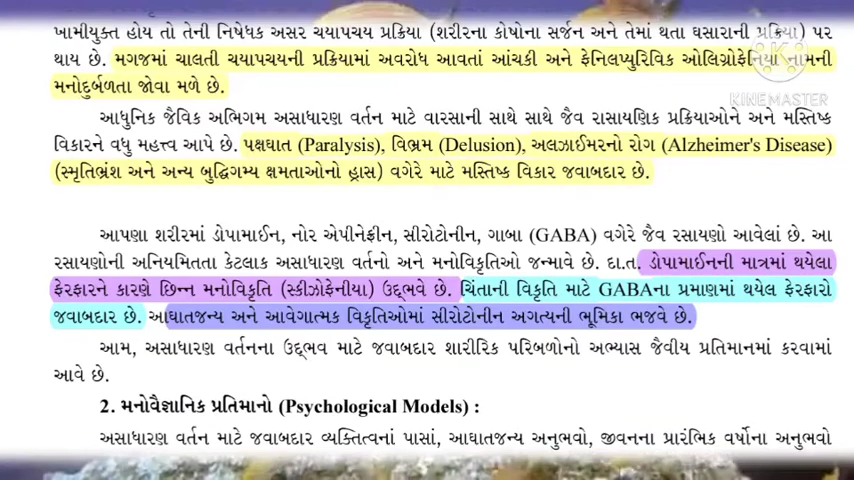 ખામીયુક્ત હોય તો તેની નિષેધક અસર ચયાપચય પ્રક્રિયા (શરીરના કોષોના સર્જન અને તેમાં થતા ઘસારાની પ્રક્રિયા) પર
થાય છે. મગજમાં ચાલતી ચયાપચયની પ્રક્રિયામાં અવરોધ આવતાં આંચકી અને ફેનિલપ્યુરિવિક ઓલિગ્રોફેનિયા નામની
મનોદુર્બળતા જોવા મળે છે.
આધુનિક જૈવિક અભિગમ અસાધારણ વર્તન માટે વારસાની સાથે સાથે જૈવ રાસાયણિક પ્રક્રિયાઓને અને મસ્તિષ્ક
વિકારને વધુ મહત્ત્વ આપે છે. પક્ષઘાત (Paralysis), વિભ્રમ (Delusion), અલઝાઈમરનો રોગ (Alzheimer's Disease)
(સ્મૃતિભ્રંશ અને અન્ય બુદ્ધિગમ્ય ક્ષમતાઓનો હ્રાસ) વગેરે માટે મસ્તિષ્ક વિકાર જવાબદાર છે.
આપણા શરીરમાં ડોપામાઈન, નોર એપીનેફ્રીન, સીરોટોનીન, ગાબા (GABA) વગેરે જૈવ રસાયણો આવેલાં છે. આ
રસાયણોની અનિયમિતતા કેટલાક અસાધારણ વર્તનો અને મનોવિકૃતિઓ જન્માવે છે. દા.ત. ડોપામાઈનની માત્રમાં થયેલા
ફેરફારને કારણે છિન્ન મનોવિકૃતિ (સ્કીઝોફેનીયા) ઉદ્ભવે છે. ચિંતાની વિકૃતિ માટે GABAના પ્રમાણમાં થયેલ ફેરફારો
જવાબદાર છે. આઘાતજન્ય અને આવેગાત્મક વિકૃતિઓમાં સીરોટોનીન અગત્યની ભૂમિકા ભજવે છે.
આમ, અસાધારણ વર્તનના ઉદ્ભવ માટે જવાબદાર શારીરિક પરિબળોનો અભ્યાસ જૈવીય પ્રતિમાનમાં કરવામાં
આવે છે.
2. મનોવૈજ્ઞાનિક પ્રતિમાનો (Psychological Models) :
અસાધારણ વર્તન માટે જવાબદાર વ્યક્તિત્વનાં પાસાં, આઘાતજન્ય અનુભવો, જીવનના પ્રારંભિક વર્ષોના અનુભવો
KINEMASTER